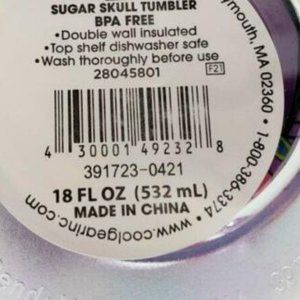 SUGAR SKULL TUMBLER
BPA FREE
•Double wall insulated
•Top shelf dishwasher safe
•Wash thoroughly before use
28045801
F21
4 30001 49232 8
391723-0421
18 FL OZ (532 mL)
MADE IN CHINA
ymouth, MA 02360 • 1-800-386-3374 • www.coolgearinc.com